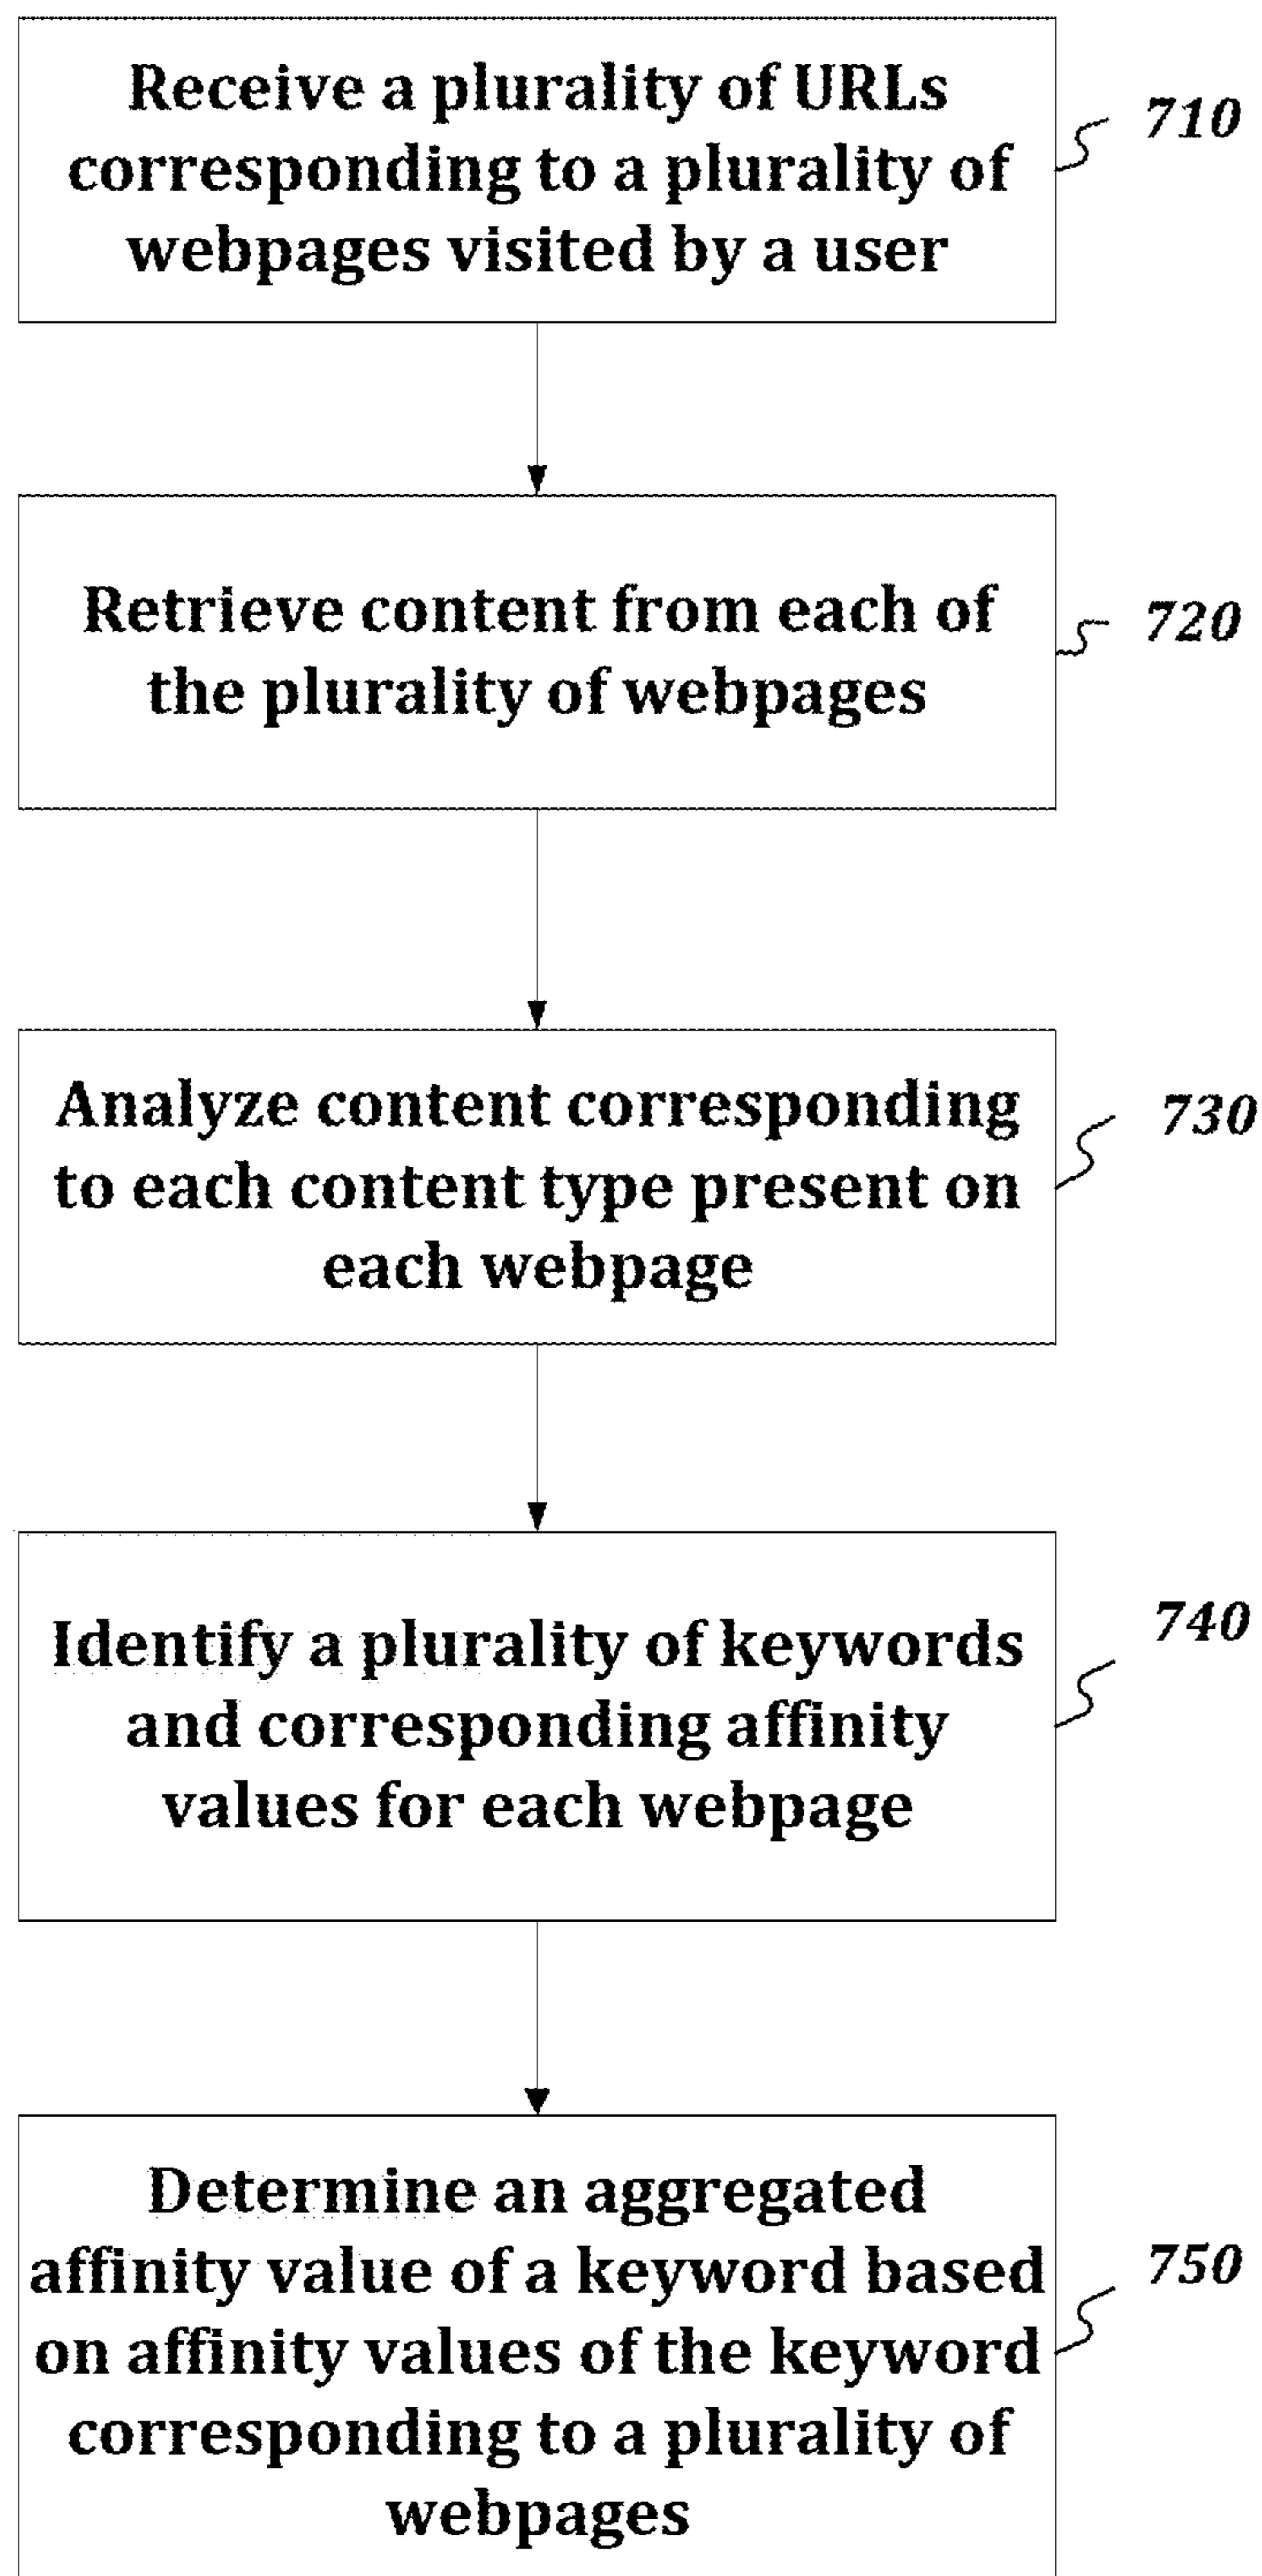 Receive a plurality of URLs
corresponding to a plurality of
webpages visited by a user
710
Retrieve content from each of
the plurality of webpages
720
Analyze content corresponding
to each content type present on
each webpage
730
Identify a plurality of keywords
and corresponding affinity
values for each webpage
740
Determine an aggregated
affinity value of a keyword based
on affinity values of the keyword
corresponding to a plurality of
webpages
750